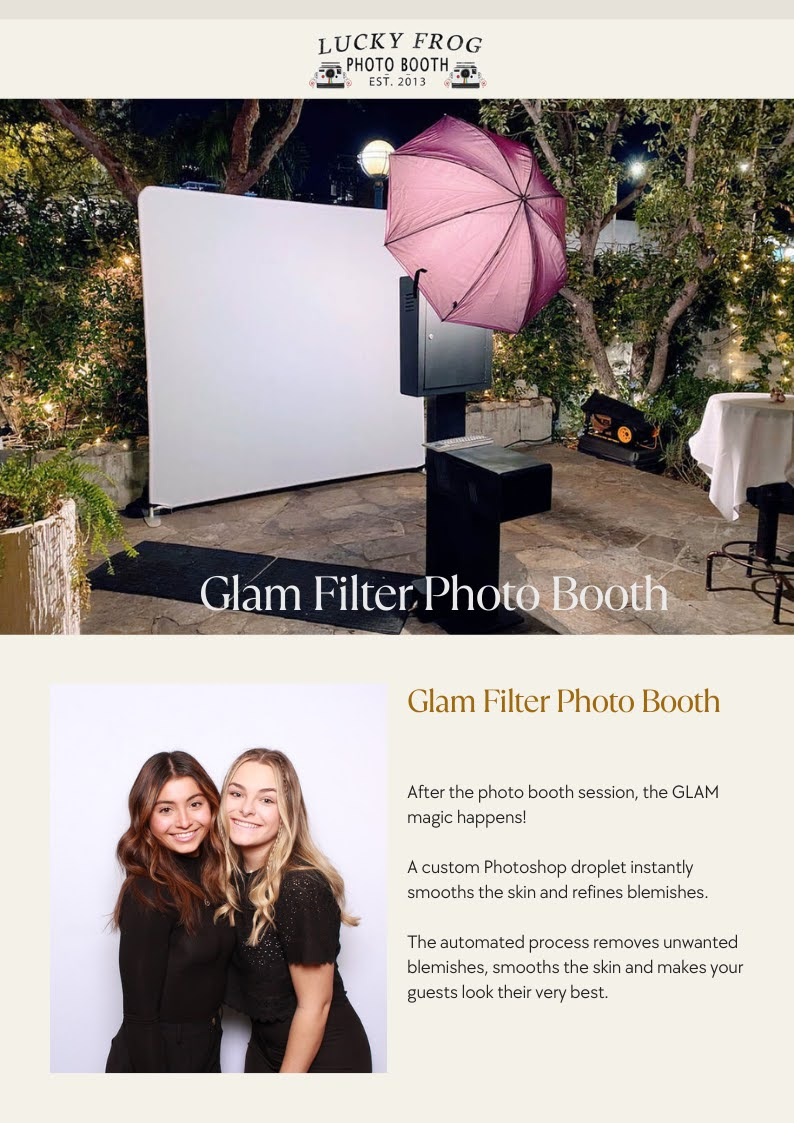 LUCKY FROG
PHOTO BOOTH
EST. 2013
Glam Filter Photo Booth
Glam Filter Photo Booth
After the photo booth session, the GLAM
magic happens!
A custom Photoshop droplet instantly
smooths the skin and refines blemishes.
The automated process removes unwanted
blemishes, smooths the skin and makes your
guests look their very best.